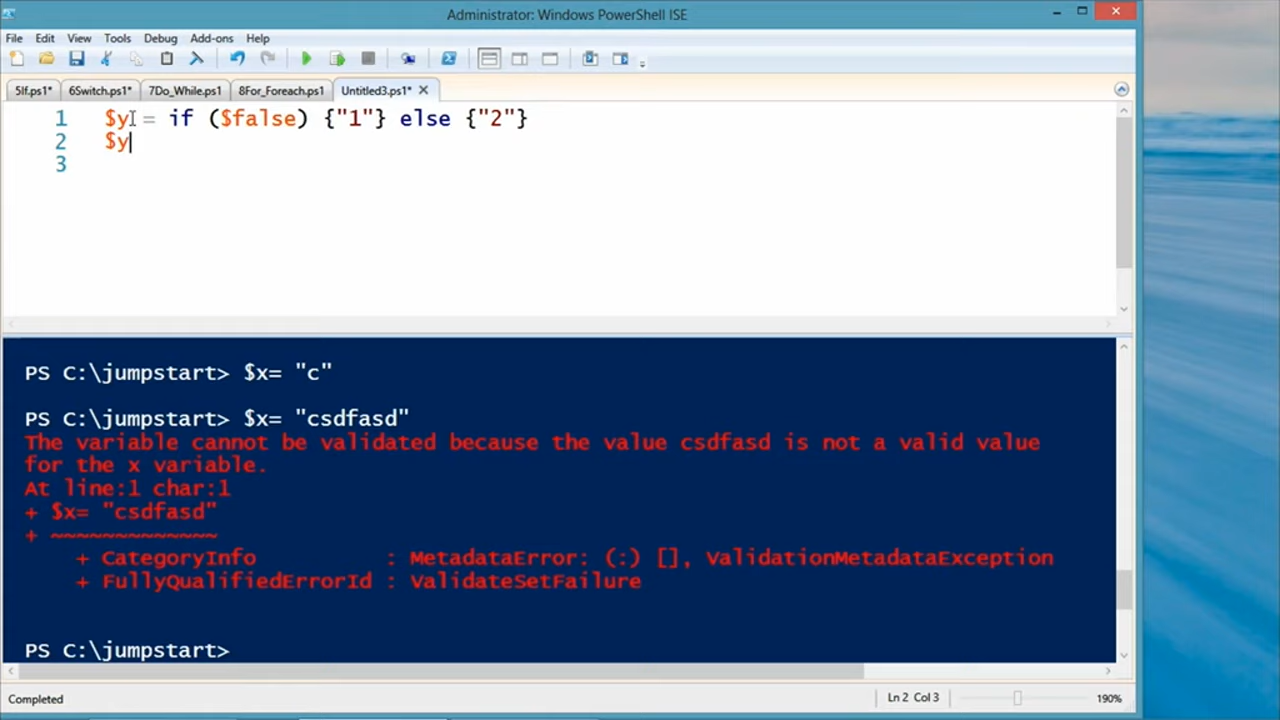 Administrator: Windows PowerShell ISE
File Edit View Tools Debug Add-ons Help
5If.ps1* 6Switch.ps1* 7Do_While.ps1 8For_Foreach.ps1 Untitled3.ps1*
1 $y = if ($false) {"1"} else {"2"}
2 $y
3
PS C:\jumpstart> $x= "c"
PS C:\jumpstart> $x= "csdfasd"
The variable cannot be validated because the value csdfasd is not a valid value
for the x variable.
At line:1 char:1
+ $x= "csdfasd"
+ ~~~~~~~~~~~~~
+ CategoryInfo : MetadataError: (:) [], ValidationMetadataException
+ FullyQualifiedErrorId : ValidateSetFailure
PS C:\jumpstart>
Completed Ln 2 Col 3 190%